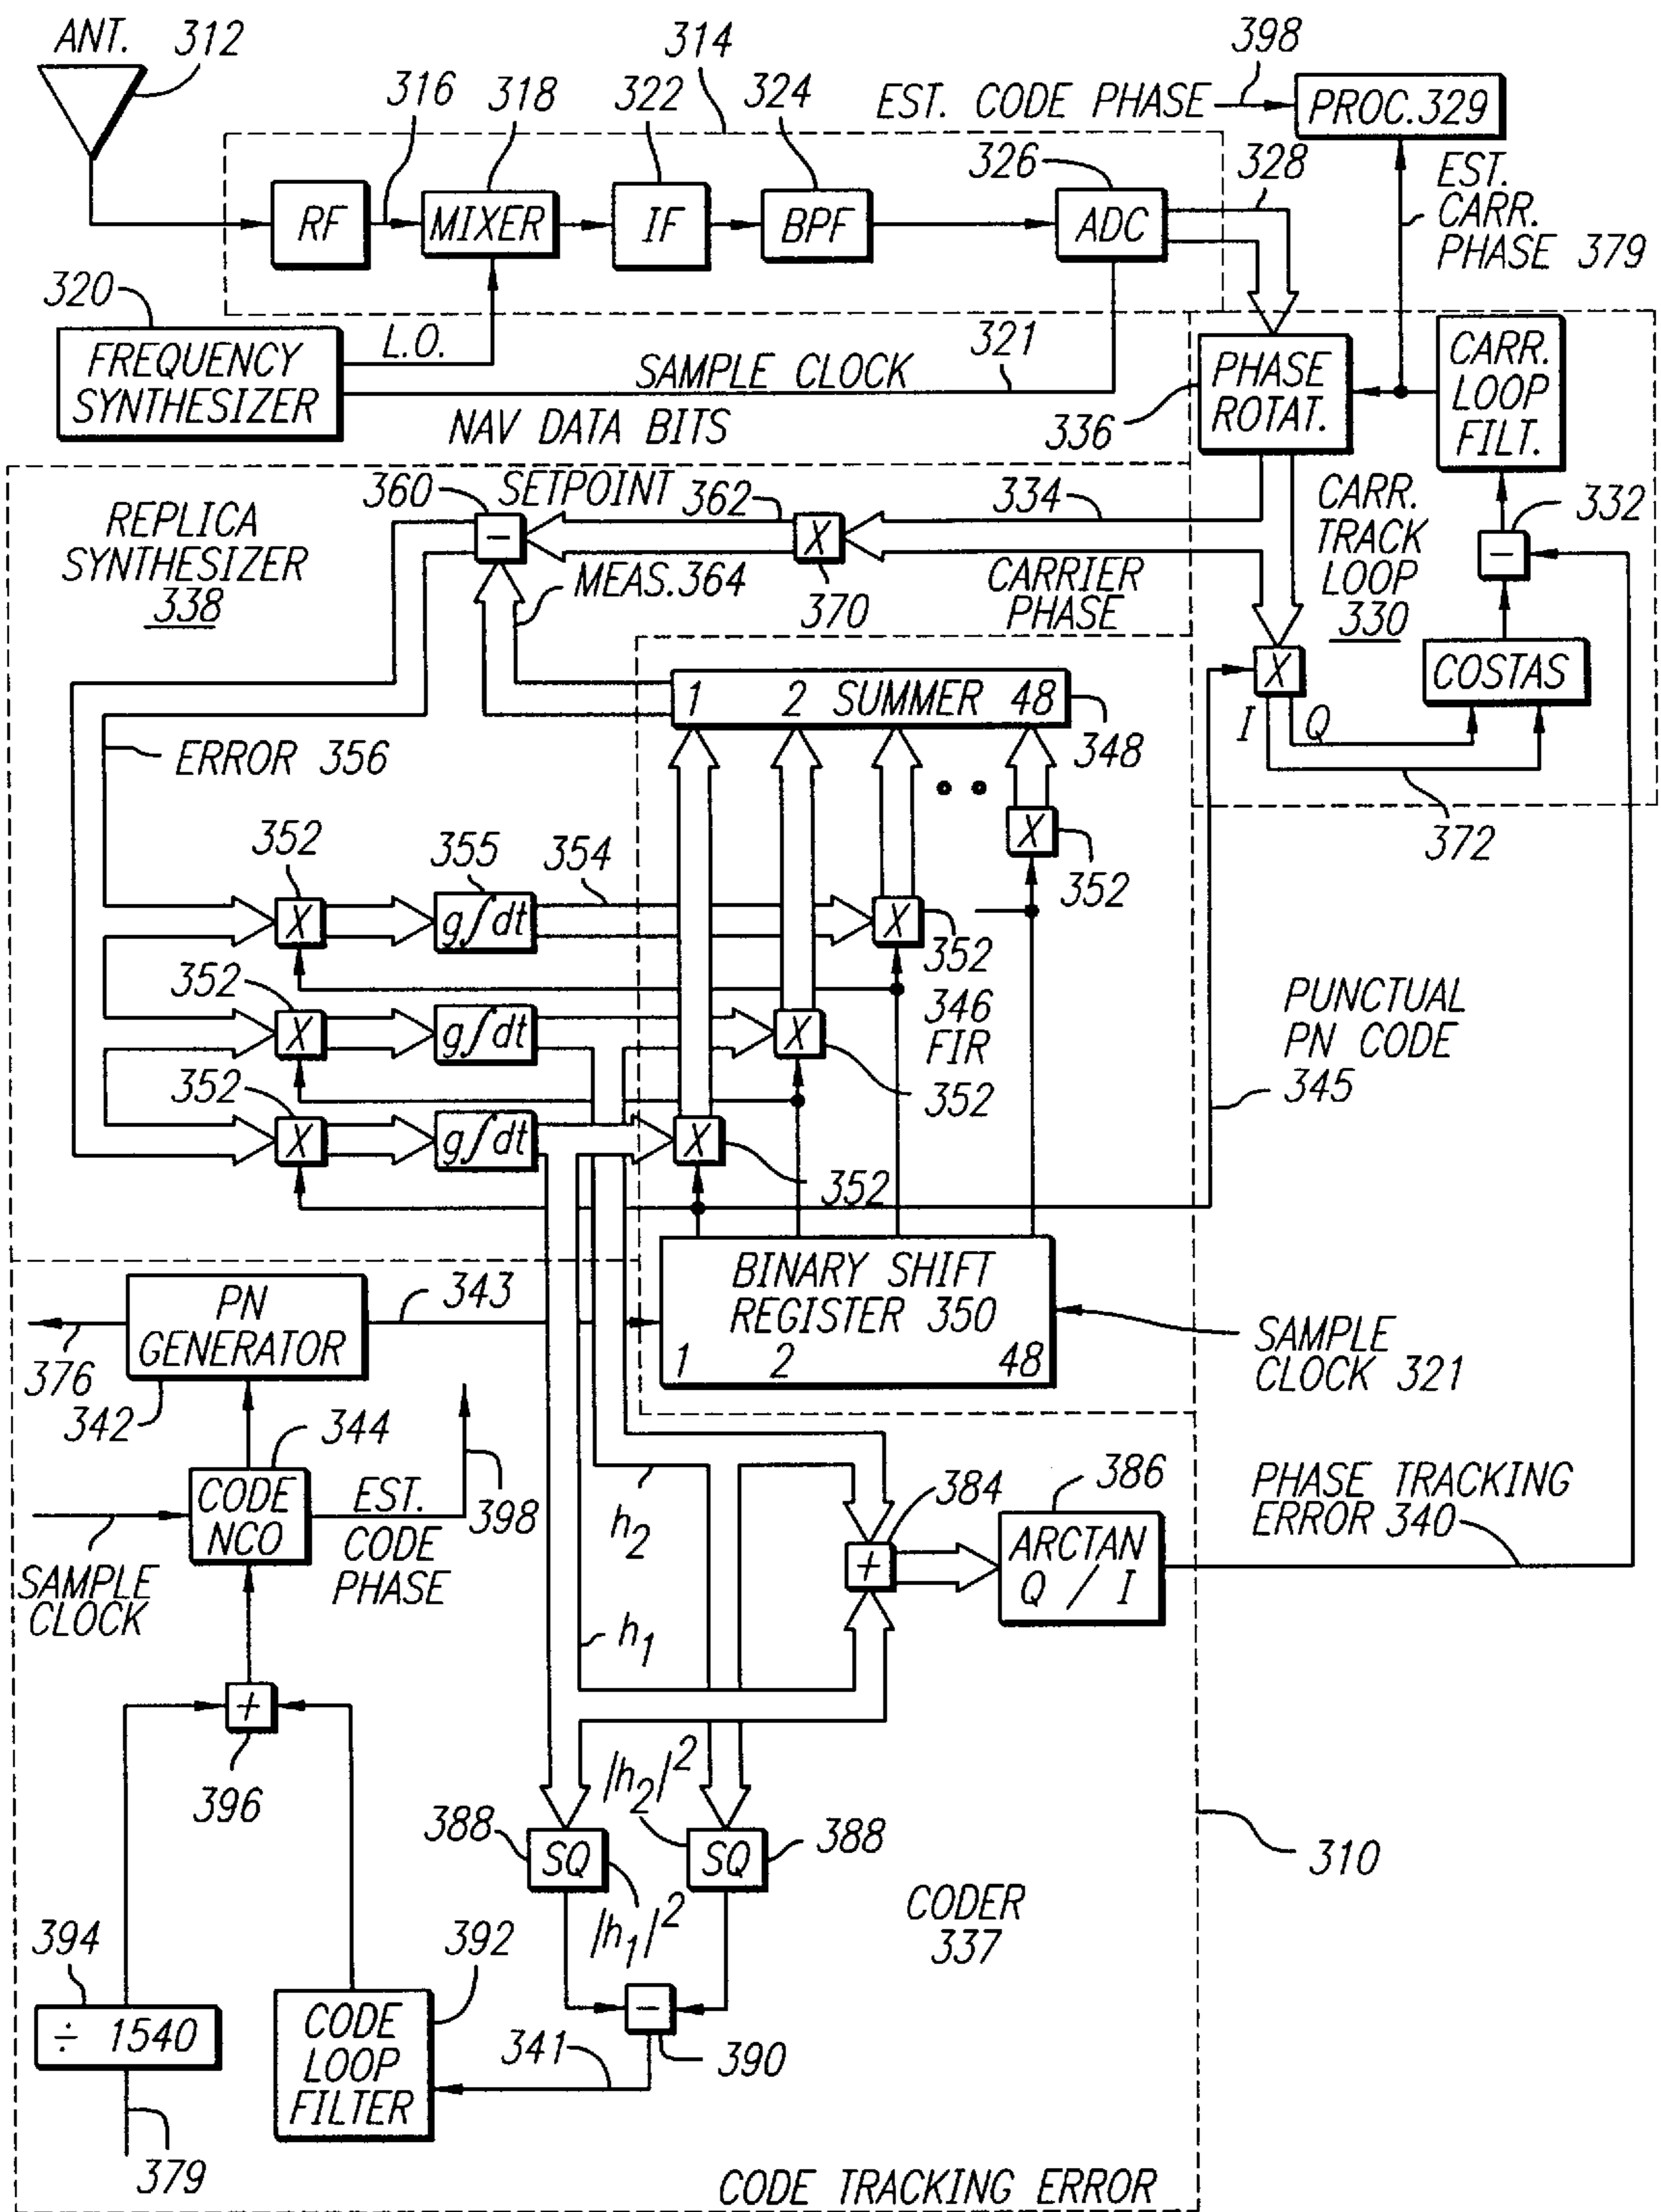 ANT. 312
314
398
316 318 322 324
EST. CODE PHASE
PROC.329
326
328
EST.
CARR.
PHASE 379
RF
MIXER
IF
BPF
ADC
320
L.O.
321
FREQUENCY
SYNTHESIZER
SAMPLE CLOCK
NAV DATA BITS
336
PHASE
ROTAT.
CARR.
LOOP
FILT.
360
SETPOINT
362
334
CARR.
TRACK
LOOP
330
332
REPLICA
SYNTHESIZER
338
-
X
-
MEAS.364
370
CARRIER
PHASE
X
COSTAS
1 2 SUMMER 48
348
I Q
ERROR 356
372
352
355
354
X
352
X
g∫dt
X
352
352
X
g∫dt
X
346
FIR
352
PUNCTUAL
PN CODE
345
352
X
g∫dt
X
352
PN
GENERATOR
343
BINARY SHIFT
REGISTER 350
1 2 48
SAMPLE
CLOCK 321
376
342
344
CODE
NCO
EST.
CODE
PHASE
398
SAMPLE
CLOCK
h2
384
386
+
ARCTAN
Q / I
PHASE TRACKING
ERROR 340
h1
+
396
|h2|2
388
SQ
SQ
388
310
|h1|2
CODER
337
394
392
÷ 1540
CODE
LOOP
FILTER
-
341
390
379
CODE TRACKING ERROR